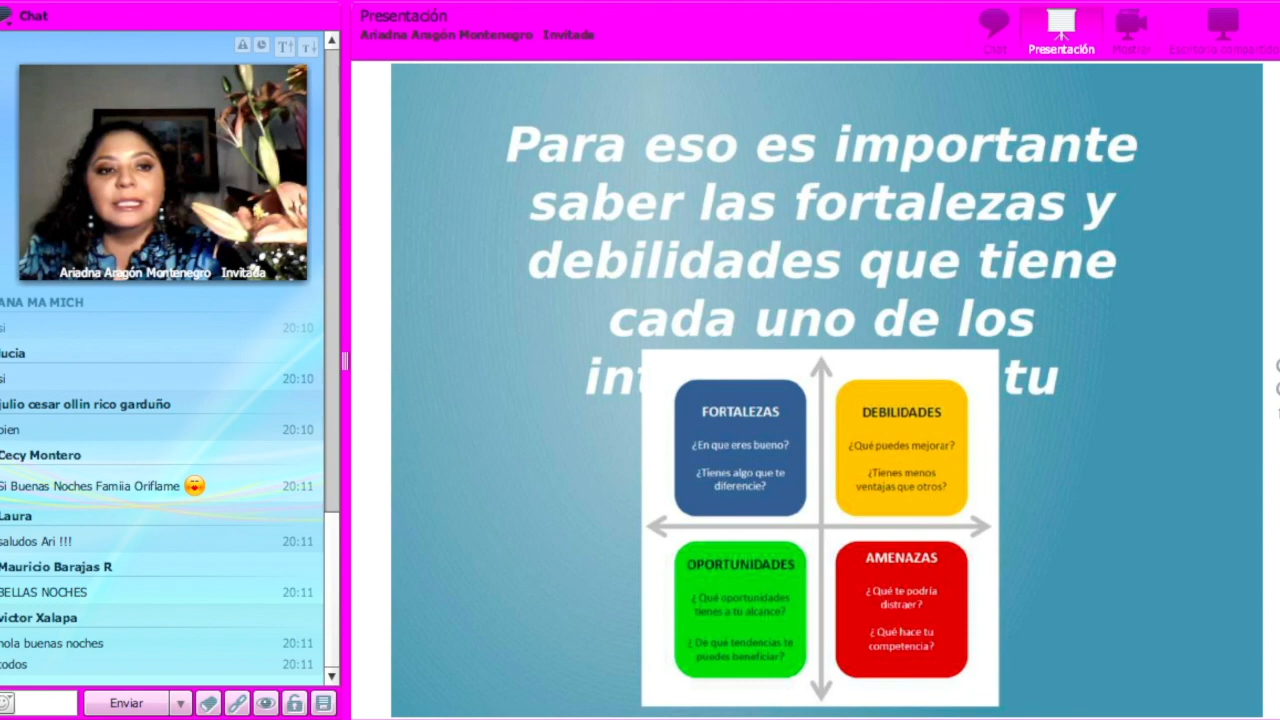 Chat
Ariadna Aragón Montenegro Invitada
ANA MA MICH
si
20:10
lucia
si
20:10
julio cesar ollin rico garduño
bien
20:10
Cecy Montero
Si Buenas Noches Famiia Oriflame
20:11
Laura
saludos Ari !!!
20:11
Mauricio Barajas R
BELLAS NOCHES
20:11
victor Xalapa
hola buenas noches
20:11
todos
20:11
Enviar
Presentación
Ariadna Aragón Montenegro Invitada
Chat
Presentación
Mostrar
Escritorio compartido
Para eso es importante
saber las fortalezas y
debilidades que tiene
cada uno de los
tu
FORTALEZAS
¿En que eres bueno?
¿Tienes algo que te
diferencie?
DEBILIDADES
¿Qué puedes mejorar?
¿Tienes menos
ventajas que otros?
OPORTUNIDADES
¿Qué oportunidades
tienes a tu alcance?
¿De qué tendencias te
puedes beneficiar?
AMENAZAS
¿Qué te podría
distraer?
¿Qué hace tu
competencia?